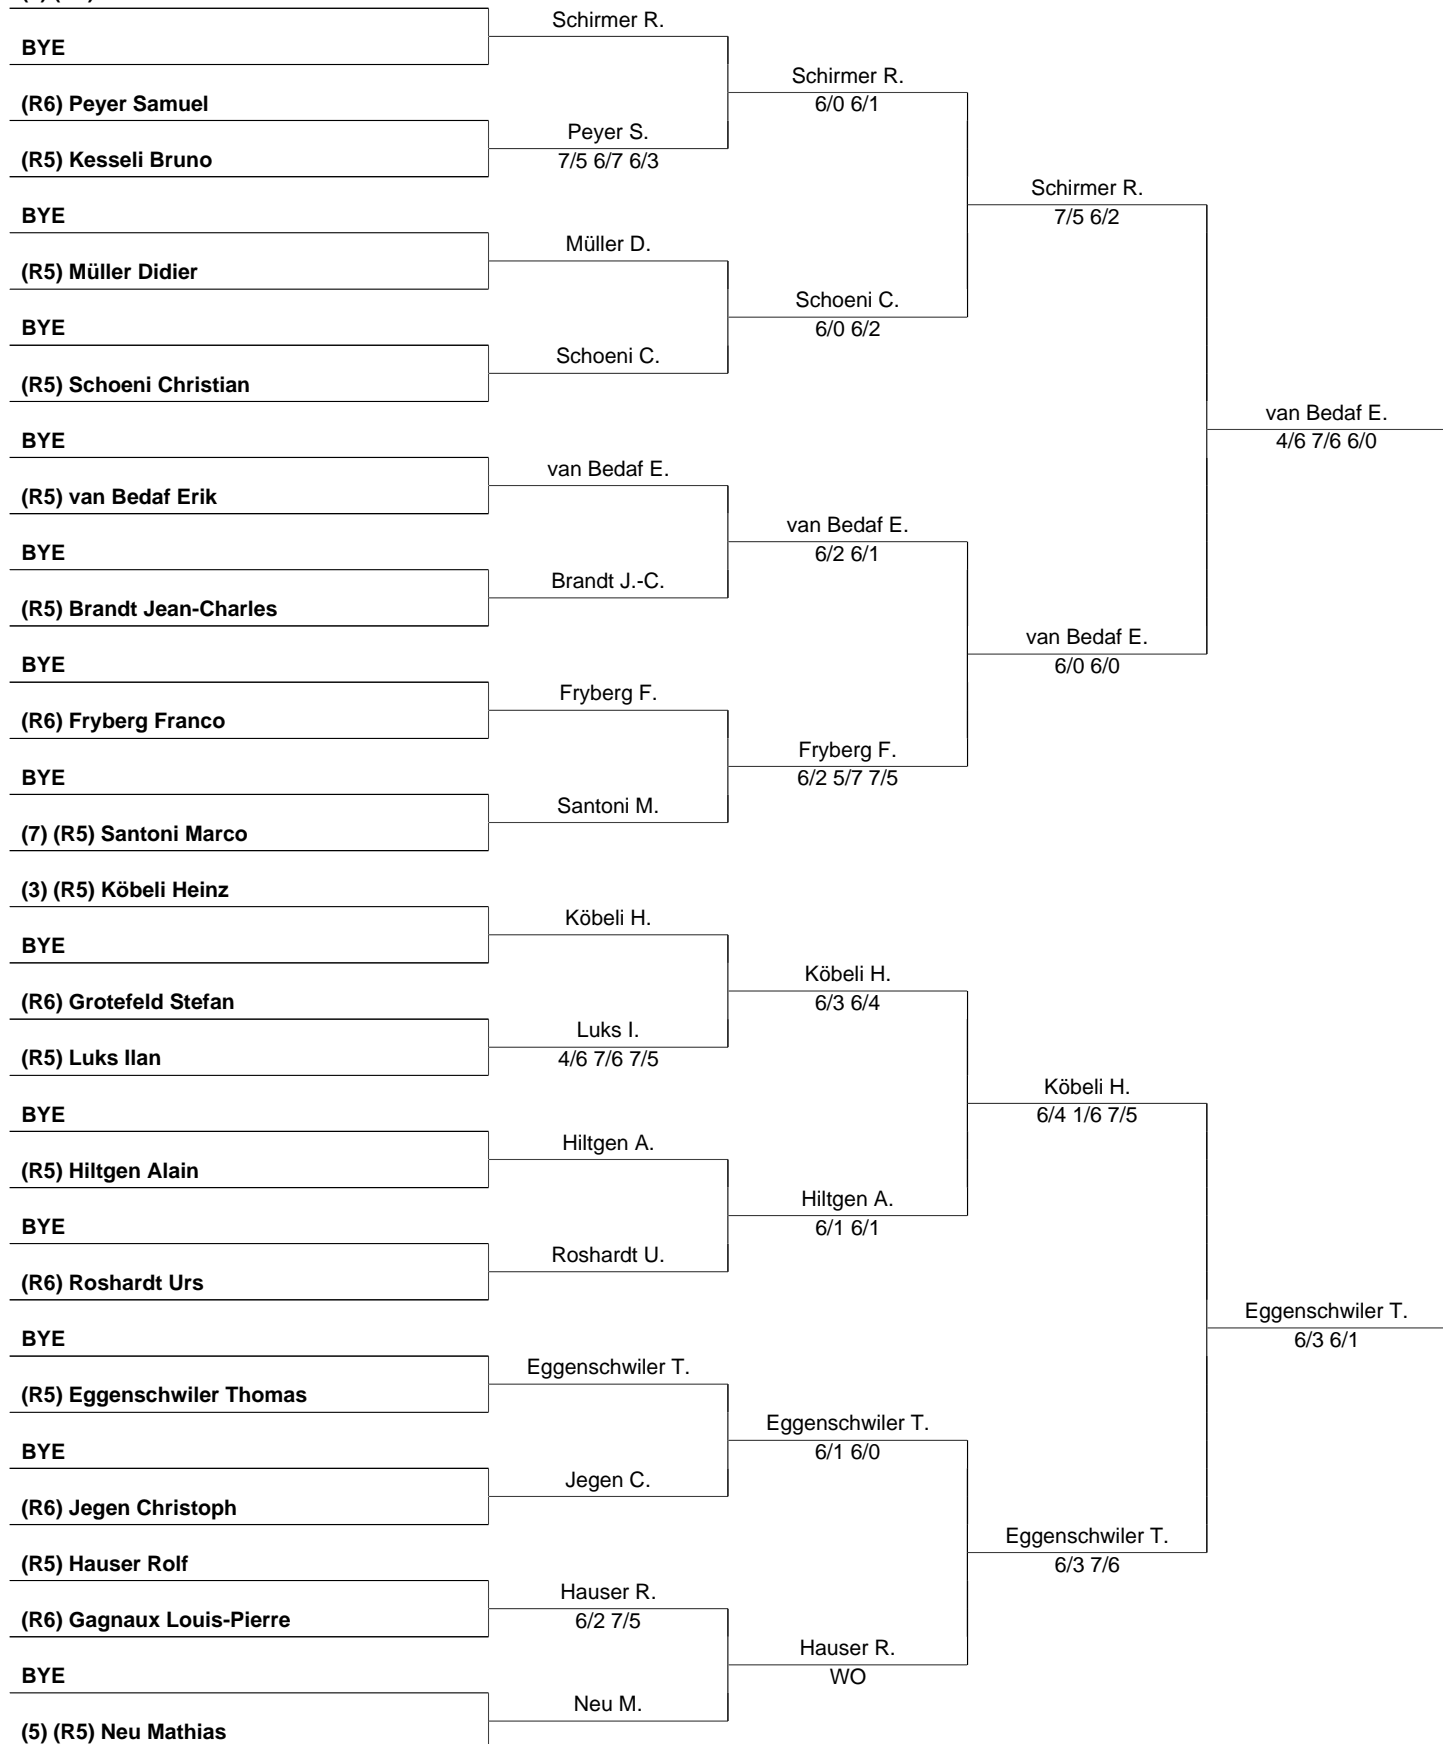 Schirmer R.
BYE
Schirmer R.
(R6) Peyer Samuel
6/0 6/1
Peyer S.
(R5) Kesseli Bruno
7/5 6/7 6/3
Schirmer R.
BYE
7/5 6/2
Müller D.
(R5) Müller Didier
Schoeni C.
BYE
6/0 6/2
Schoeni C.
(R5) Schoeni Christian
van Bedaf E.
BYE
4/6 7/6 6/0
van Bedaf E.
(R5) van Bedaf Erik
van Bedaf E.
BYE
6/2 6/1
Brandt J.-C.
(R5) Brandt Jean-Charles
van Bedaf E.
BYE
6/0 6/0
Fryberg F.
(R6) Fryberg Franco
Fryberg F.
BYE
6/2 5/7 7/5
Santoni M.
(7) (R5) Santoni Marco
(3) (R5) Köbeli Heinz
Köbeli H.
BYE
Köbeli H.
(R6) Grotefeld Stefan
6/3 6/4
Luks I.
(R5) Luks Ilan
4/6 7/6 7/5
Köbeli H.
BYE
6/4 1/6 7/5
Hiltgen A.
(R5) Hiltgen Alain
Hiltgen A.
BYE
6/1 6/1
Roshardt U.
(R6) Roshardt Urs
Eggenschwiler T.
BYE
6/3 6/1
Eggenschwiler T.
(R5) Eggenschwiler Thomas
Eggenschwiler T.
BYE
6/1 6/0
Jegen C.
(R6) Jegen Christoph
Eggenschwiler T.
(R5) Hauser Rolf
6/3 7/6
Hauser R.
(R6) Gagnaux Louis-Pierre
6/2 7/5
Hauser R.
BYE
WO
Neu M.
(5) (R5) Neu Mathias